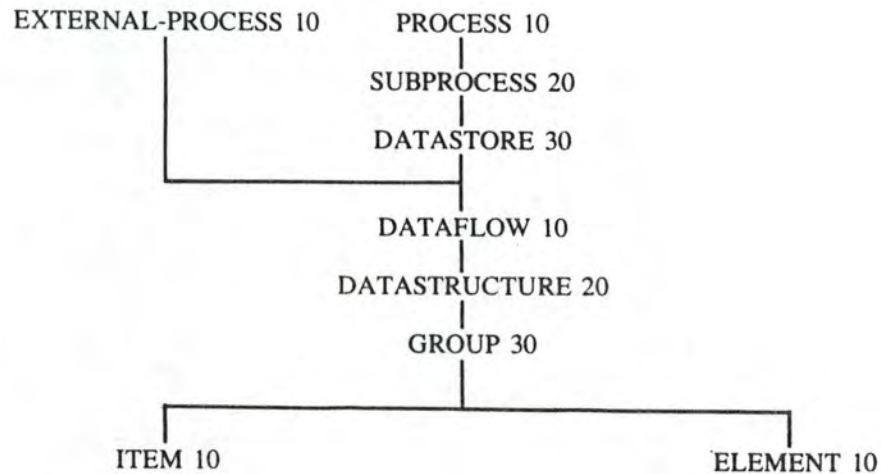 EXTERNAL-PROCESS 10 PROCESS 10
SUBPROCESS 20
DATASTORE 30
DATAFLOW 10
DATASTRUCTURE 20
GROUP 30
ITEM 10 ELEMENT 10